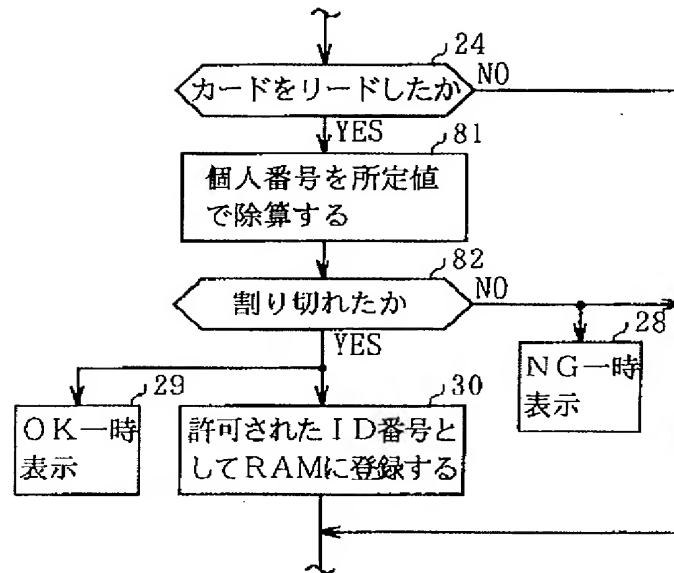 24
カードをリードしたか
NO
YES
81
個人番号を所定値
で除算する
82
割り切れたか
NO
YES
28
NG一時
表示
29
OK一時
表示
30
許可されたID番号と
してRAMに登録する